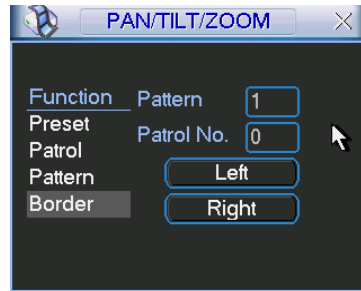 PAN/TILT/ZOOM
Function
Preset
Patrol
Pattern
Border
Pattern 1
Patrol No. 0
Left
Right